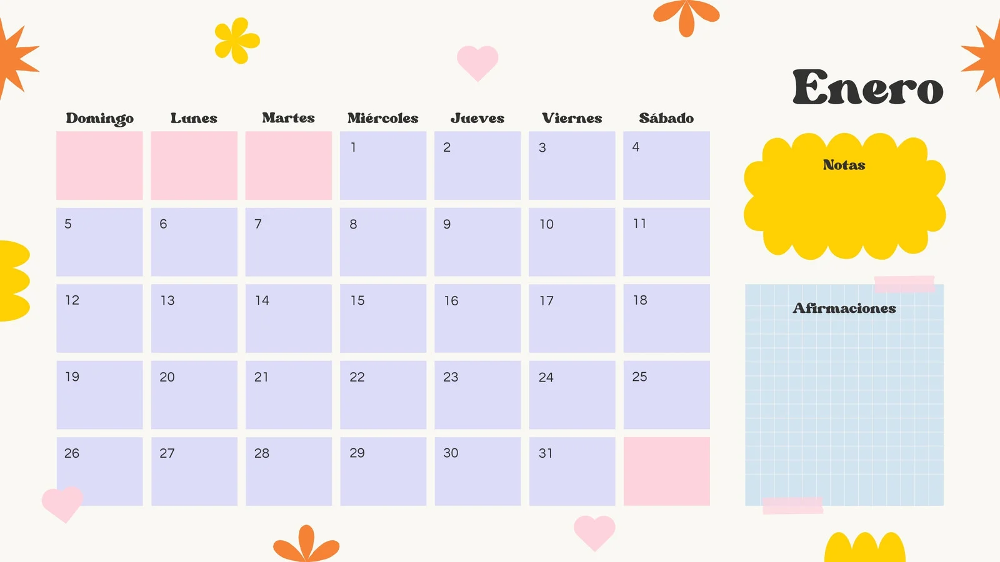 Enero
Domingo Lunes Martes Miércoles Jueves Viernes Sábado
1 2 3 4
5 6 7 8 9 10 11
12 13 14 15 16 17 18
19 20 21 22 23 24 25
26 27 28 29 30 31
Notas
Afirmaciones